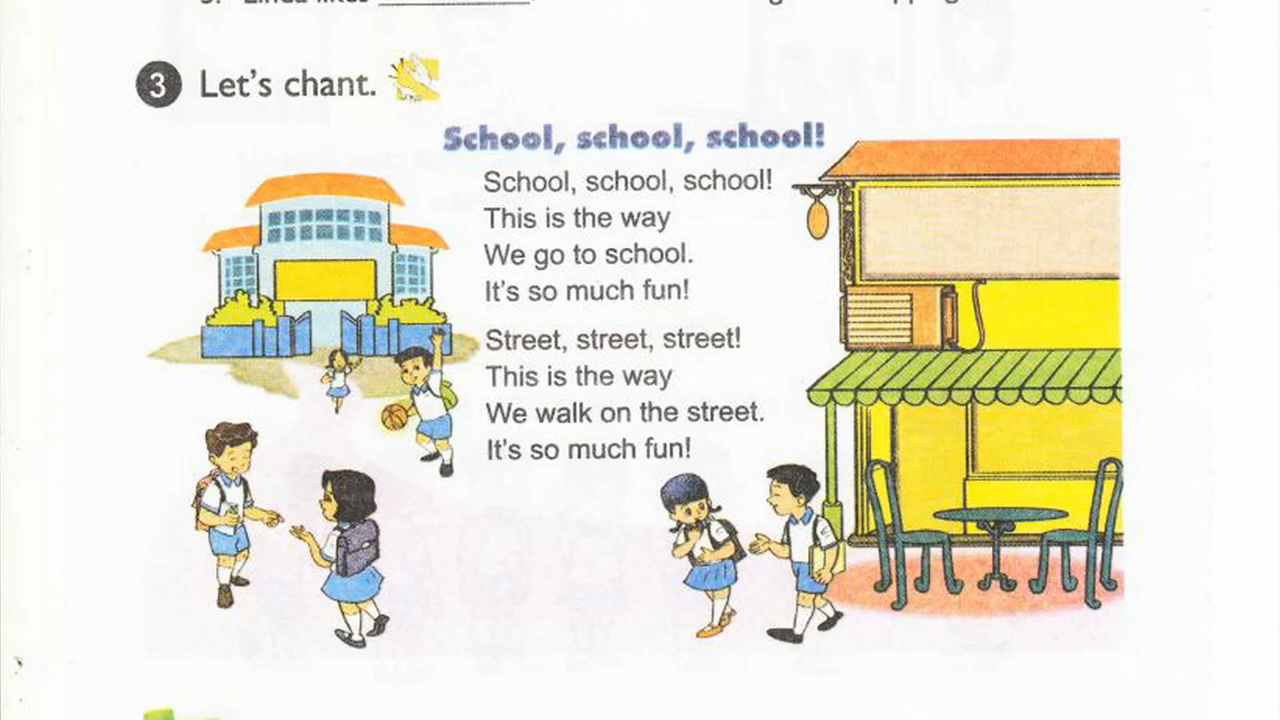 3 Let's chant.
School, school, school!
School, school, school!
This is the way
We go to school.
It's so much fun!
Street, street, street!
This is the way
We walk on the street.
It's so much fun!